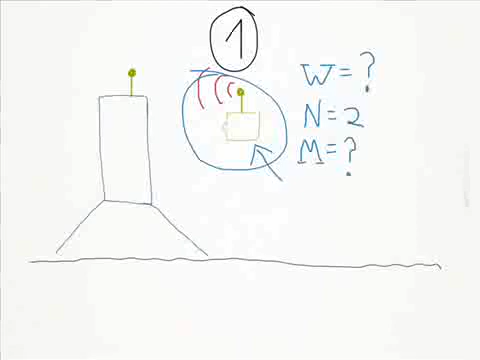 1
W = ?
N = 2
M = ?